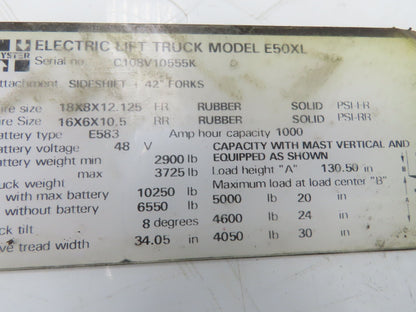 ELECTRIC LIFT TRUCK MODEL E50XL
YSTER Serial no C108V10555K
ttachment SIDESHIFT + 42" FORKS
ire size 18X8X12.125 FR RUBBER SOLID PSI-FR
ire size 16X6X10.5 RR RUBBER SOLID PSI-RR
attery type E583 Amp hour capacity 1000
attery voltage 48 V CAPACITY WITH MAST VERTICAL AND
attery weight min 2900 lb EQUIPPED AS SHOWN
max 3725 lb Load height "A" 130.50 in
uck weight Maximum load at load center "B"
with max battery 10250 lb 5000 lb 20 in
without battery 6550 lb
ck tilt 8 degrees 4600 lb 24 in
ve tread width 34.05 in 4050 lb 30 in